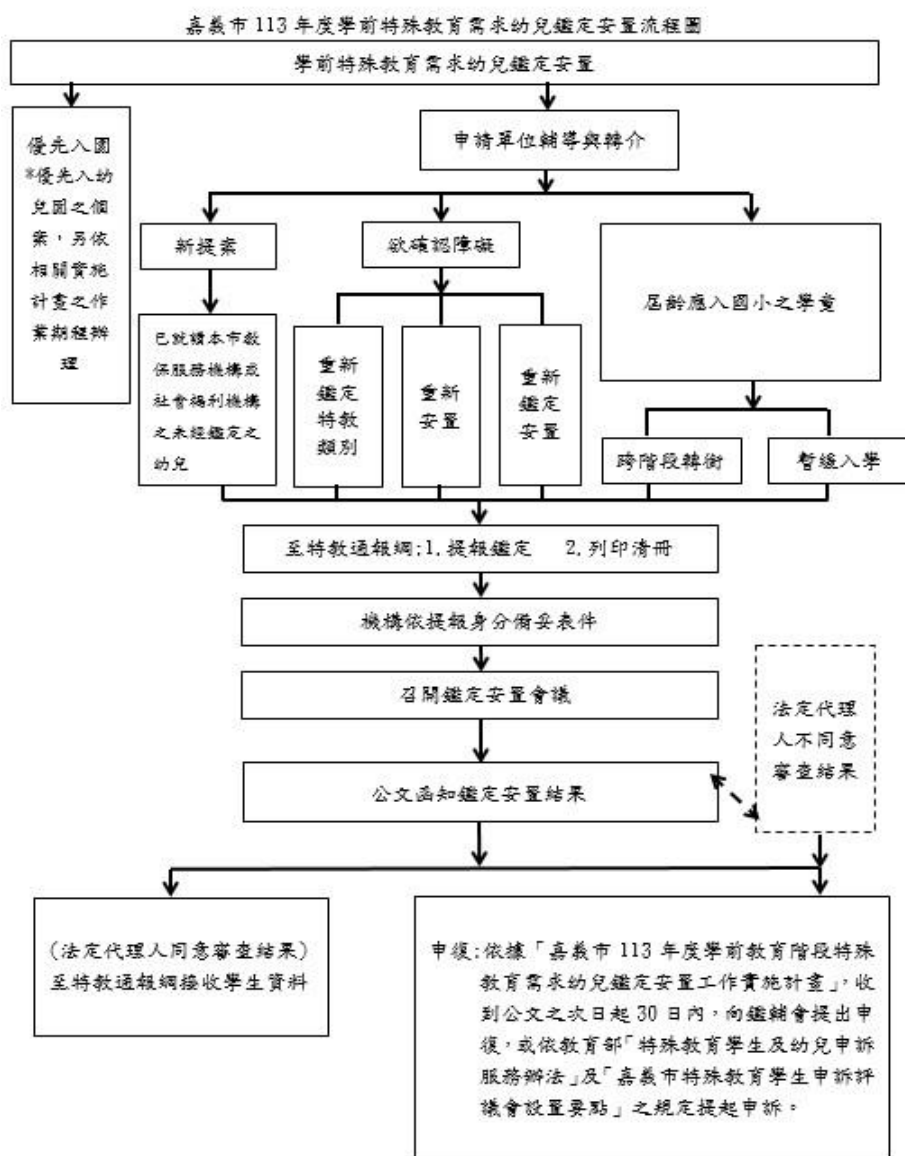 嘉義市 113 年度學前特殊教育需求幼兒鑑定安置流程圖
學前特殊教育需求幼兒鑑定安置
優先入園
*優先入幼
兒園之個
案，另依
相關實施
計畫之作
業期程辦
理
申請單位輔導與轉介
新提案
欲確認障礙
屆齡應入國小之學童
已就讀本市教
保服務機構或
社會福利機構
之未經鑑定之
幼兒
重新
鑑定
特教
類別
重新
安置
重新
鑑定
安置
跨階段轉銜
暫緩入學
至特教通報網:1.提報鑑定 2.列印清冊
機構依提報身分備妥表件
召開鑑定安置會議
法定代理
人不同意
審查結果
公文函知鑑定安置結果
(法定代理人同意審查結果)
至特教通報網接收學生資料
申復:依據「嘉義市 113 年度學前教育階段特殊
教育需求幼兒鑑定安置工作實施計畫」，收
到公文之次日起 30 日內，向鑑輔會提出申
復，或依教育部「特殊教育學生及幼兒申訴
服務辦法」及「嘉義市特殊教育學生申訴評
議會設置要點」之規定提起申訴。